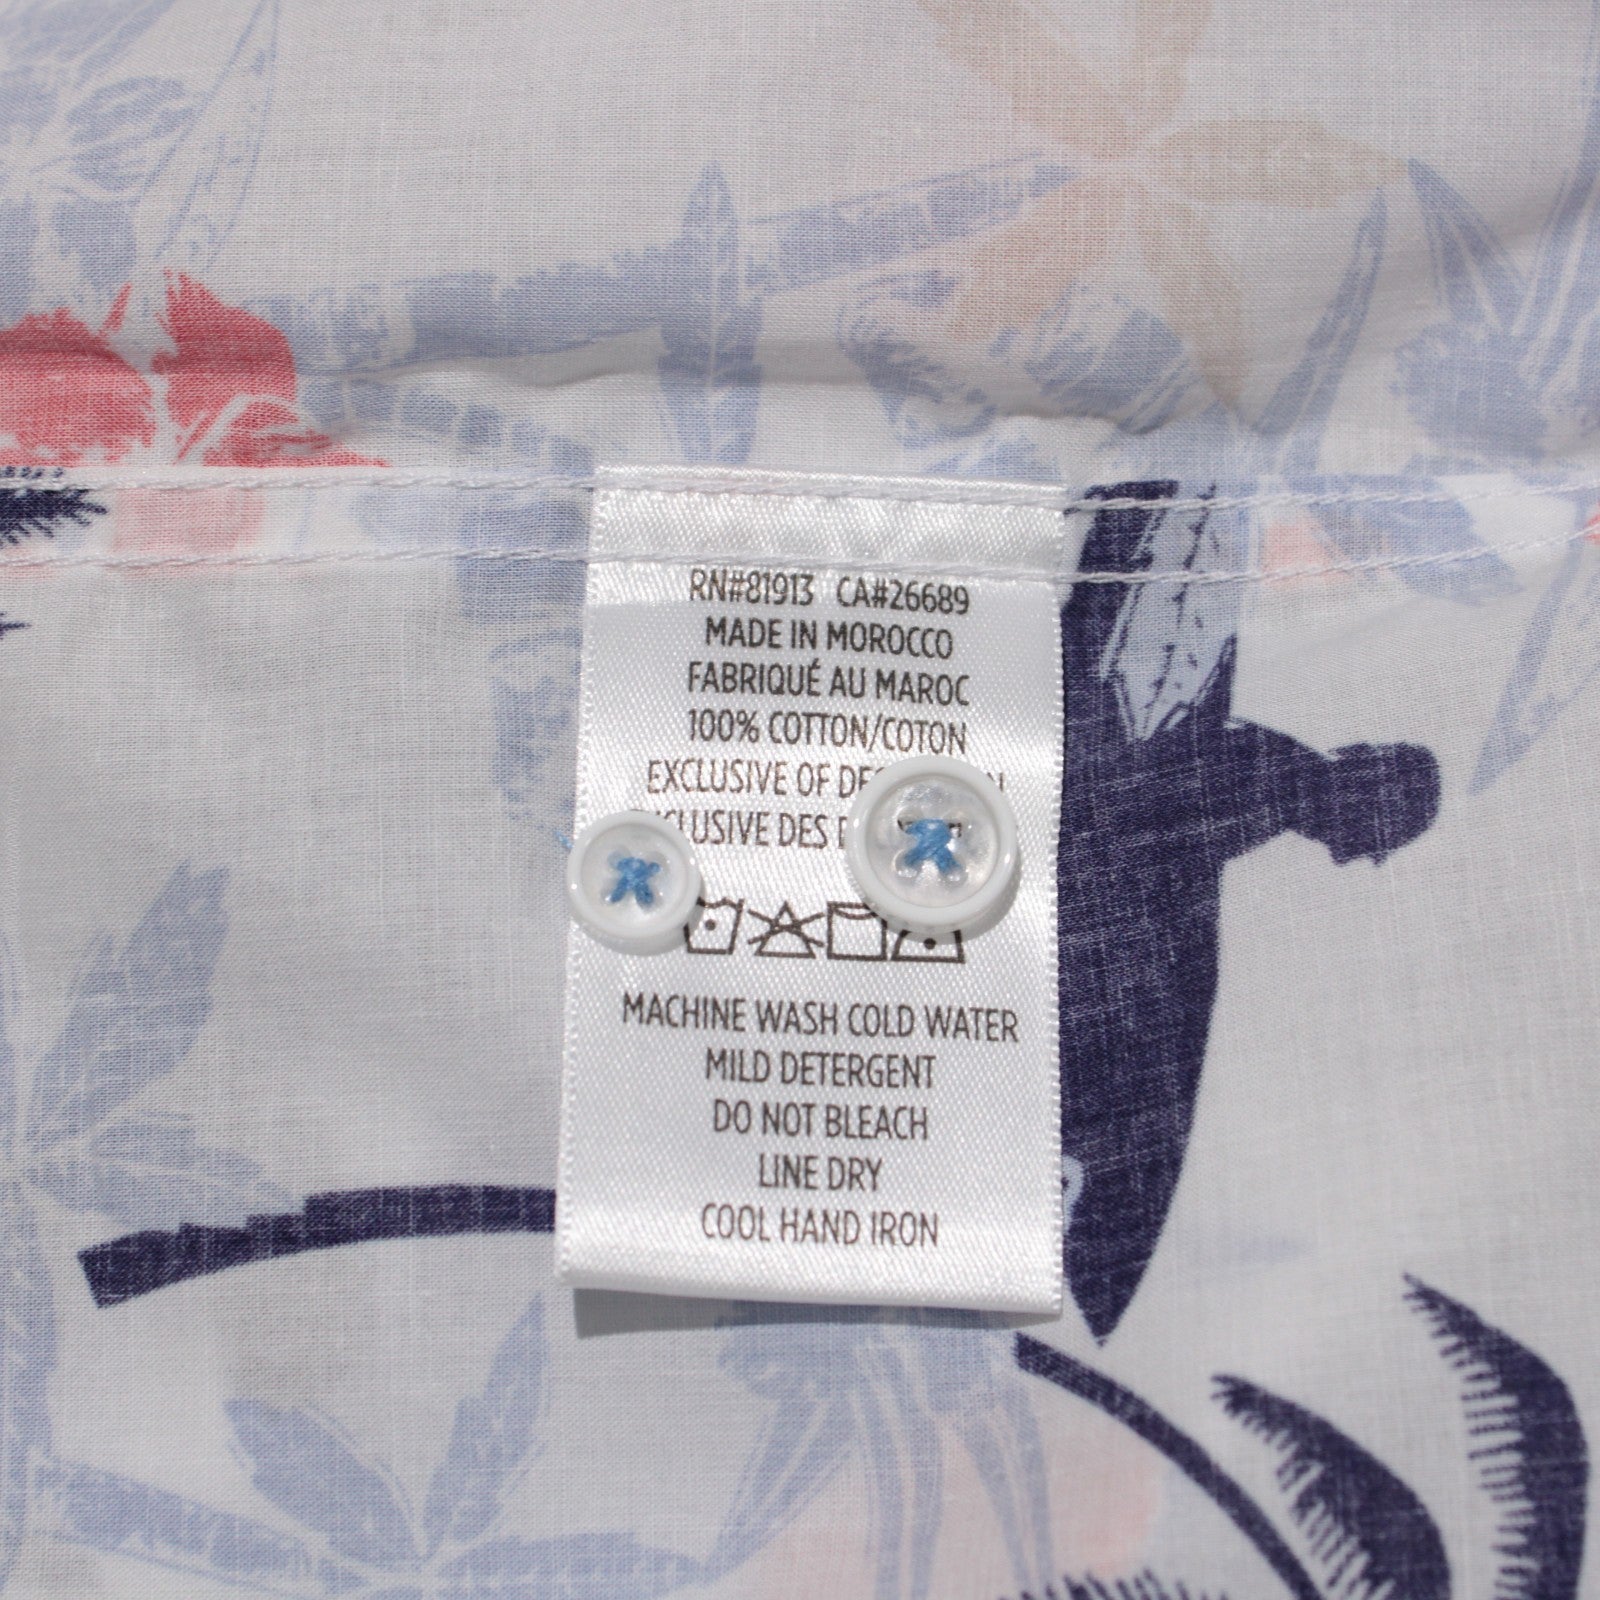 RN#81913 CA#26689
MADE IN MOROCCO
FABRIQUÉ AU MAROC
100% COTTON/COTON
EXCLUSIVE OF
EXCLUSIVE DES
MACHINE WASH COLD WATER
MILD DETERGENT
DO NOT BLEACH
LINE DRY
COOL HAND IRON